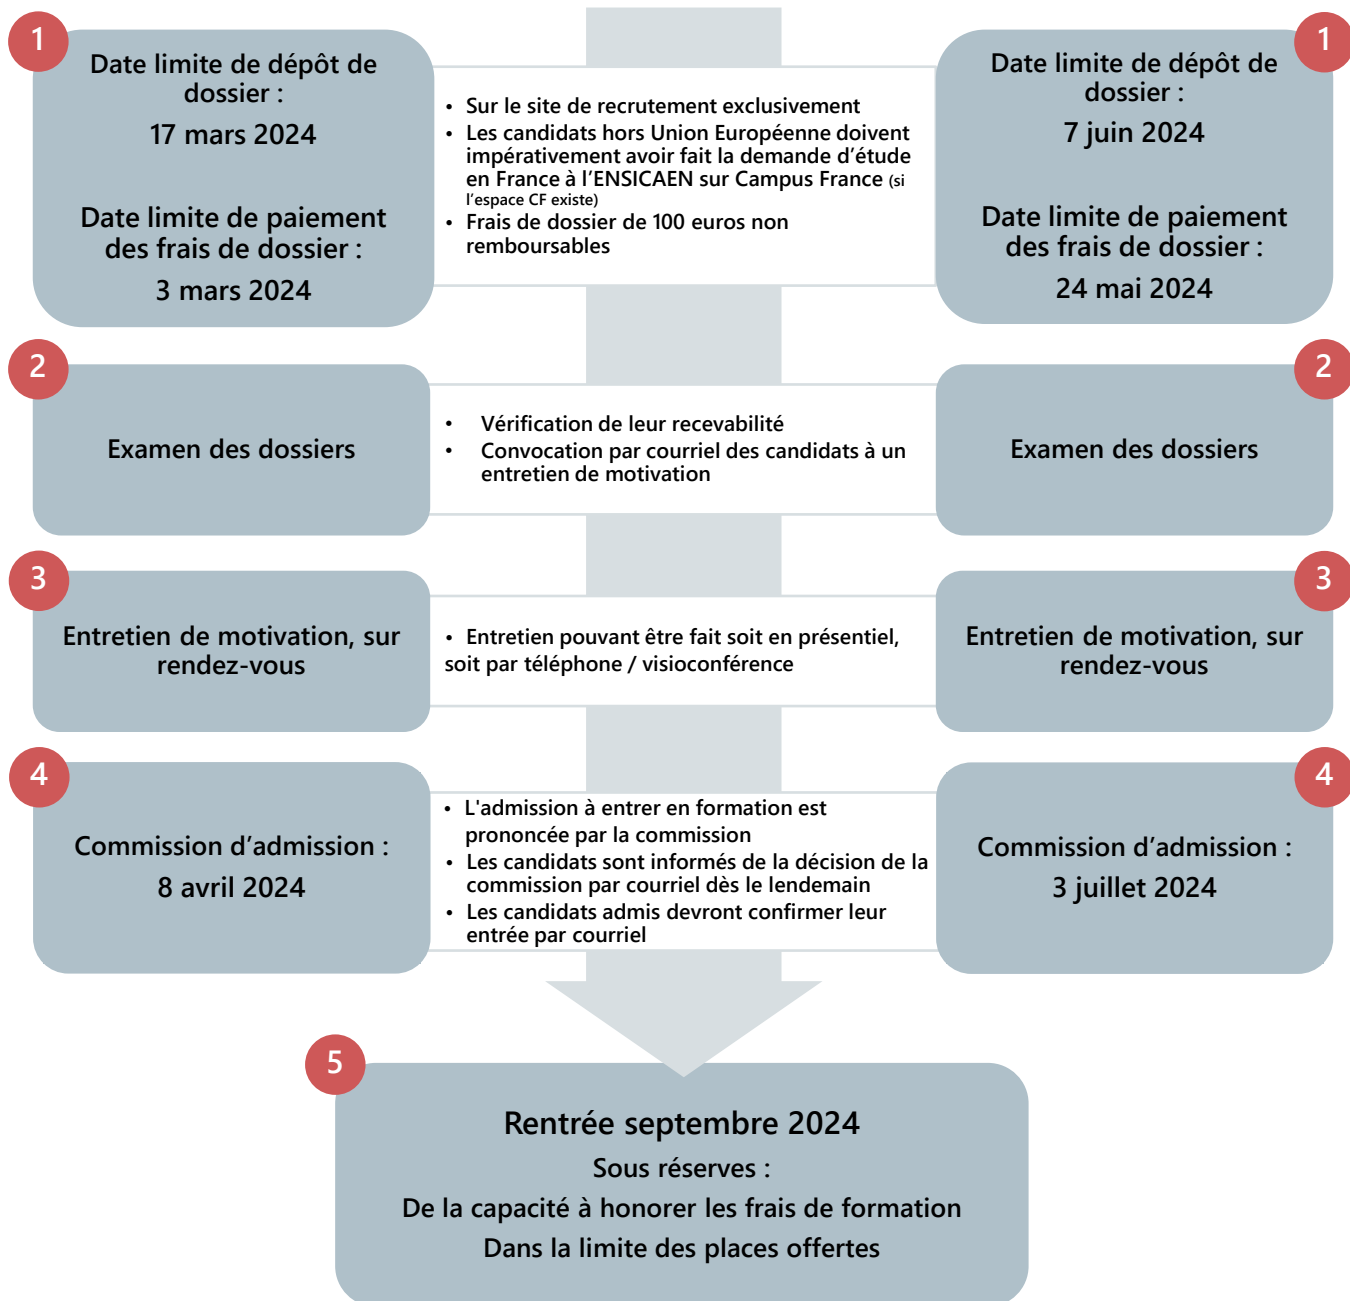 1
Date limite de dépôt de
dossier :
17 mars 2024
Date limite de paiement
des frais de dossier :
3 mars 2024
• Sur le site de recrutement exclusivement
• Les candidats hors Union Européenne doivent
impérativement avoir fait la demande d’étude
en France à l’ENSICAEN sur Campus France (si
l’espace CF existe)
• Frais de dossier de 100 euros non
remboursables
1
Date limite de dépôt de
dossier :
7 juin 2024
Date limite de paiement
des frais de dossier :
24 mai 2024
2
Examen des dossiers
• Vérification de leur recevabilité
• Convocation par courriel des candidats à un
entretien de motivation
2
Examen des dossiers
3
Entretien de motivation, sur
rendez-vous
• Entretien pouvant être fait soit en présentiel,
soit par téléphone / visioconférence
3
Entretien de motivation, sur
rendez-vous
4
Commission d’admission :
8 avril 2024
• L'admission à entrer en formation est
prononcée par la commission
• Les candidats sont informés de la décision de la
commission par courriel dès le lendemain
• Les candidats admis devront confirmer leur
entrée par courriel
4
Commission d’admission :
3 juillet 2024
5
Rentrée septembre 2024
Sous réserves :
De la capacité à honorer les frais de formation
Dans la limite des places offertes